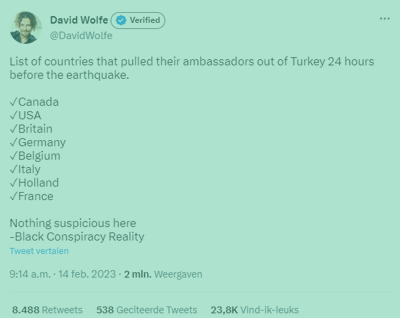 David Wolfe Verified
@DavidWolfe
List of countries that pulled their ambassadors out of Turkey 24 hours
before the earthquake.
✓Canada
✓USA
✓Britain
✓Germany
✓Belgium
✓Italy
✓Holland
✓France
Nothing suspicious here
-Black Conspiracy Reality
Tweet vertalen
9:14 a.m. · 14 feb. 2023 · 2 mln. Weergaven
8.488 Retweets 538 Geciteerde Tweets 23,8K Vind-ik-leuks